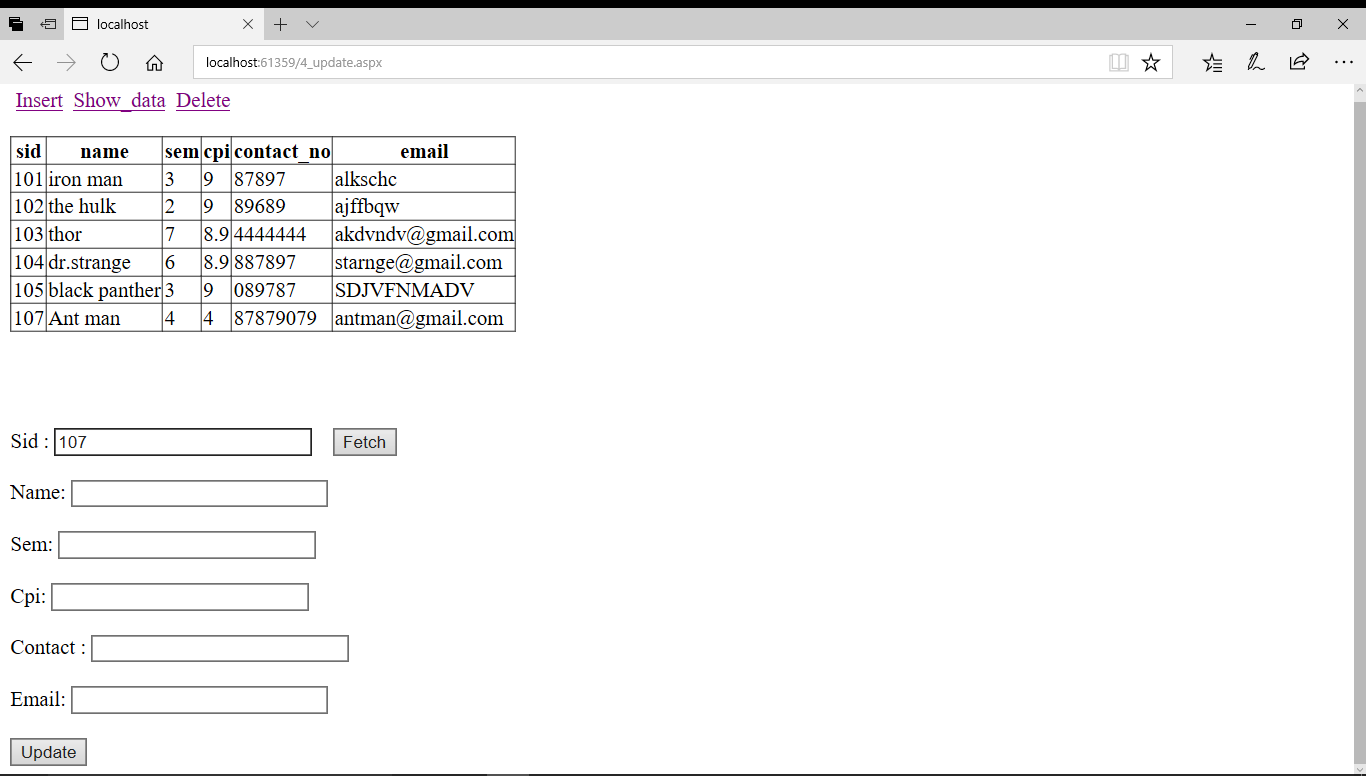 localhost
localhost:61359/4_update.aspx
Insert Show_data Delete
sid name sem cpi contact_no email
101 iron man 3 9 87897 alkschc
102 the hulk 2 9 89689 ajffbqw
103 thor 7 8.9 4444444 akdvndv@gmail.com
104 dr.strange 6 8.9 887897 starnge@gmail.com
105 black panther 3 9 089787 SDJVFNMADV
107 Ant man 4 4 87879079 antman@gmail.com
Sid : 107 Fetch
Name:
Sem:
Cpi:
Contact :
Email:
Update